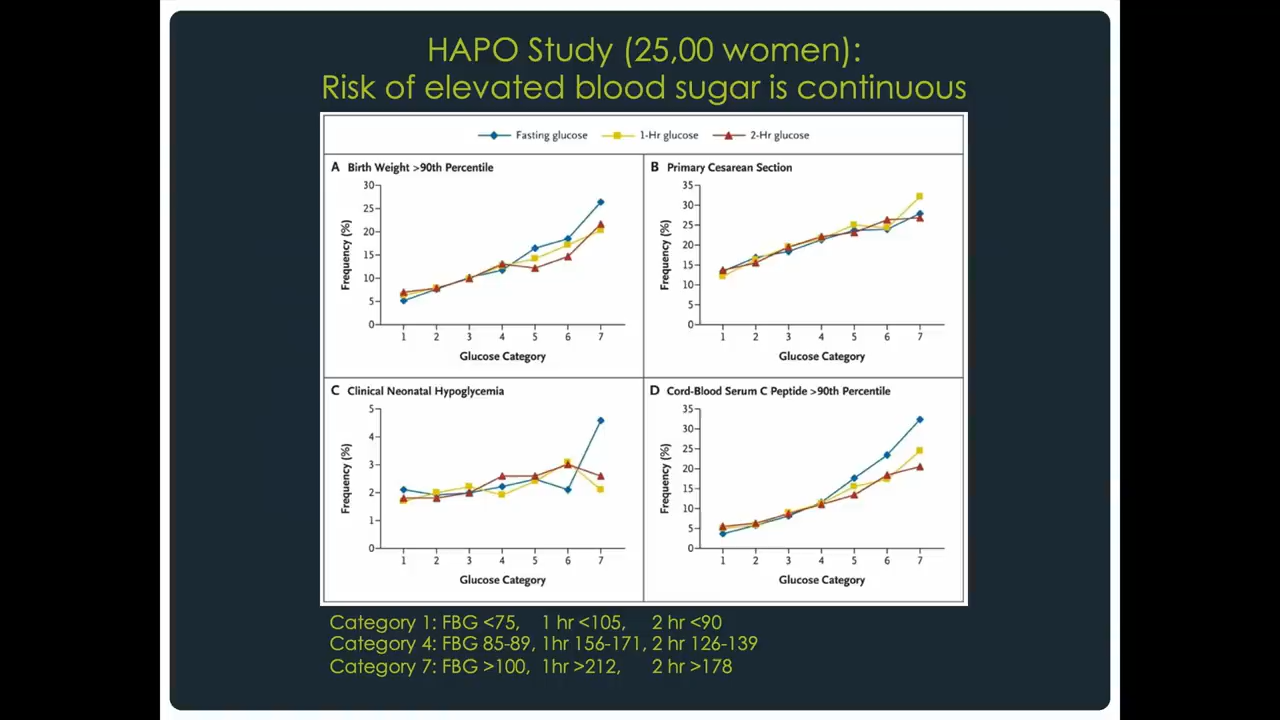 HAPO Study (25,00 women):
Risk of elevated blood sugar is continuous
Fasting glucose 1-Hr glucose 2-Hr glucose
A Birth Weight >90th Percentile
Frequency (%)
30
25
20
15
10
5
0
1 2 3 4 5 6 7
Glucose Category
B Primary Cesarean Section
Frequency (%)
35
30
25
20
15
10
5
0
1 2 3 4 5 6 7
Glucose Category
C Clinical Neonatal Hypoglycemia
Frequency (%)
5
4
3
2
1
0
1 2 3 4 5 6 7
Glucose Category
D Cord-Blood Serum C Peptide >90th Percentile
Frequency (%)
35
30
25
20
15
10
5
0
1 2 3 4 5 6 7
Glucose Category
Category 1: FBG <75, 1 hr <105, 2 hr <90
Category 4: FBG 85-89, 1hr 156-171, 2 hr 126-139
Category 7: FBG >100, 1hr >212, 2 hr >178